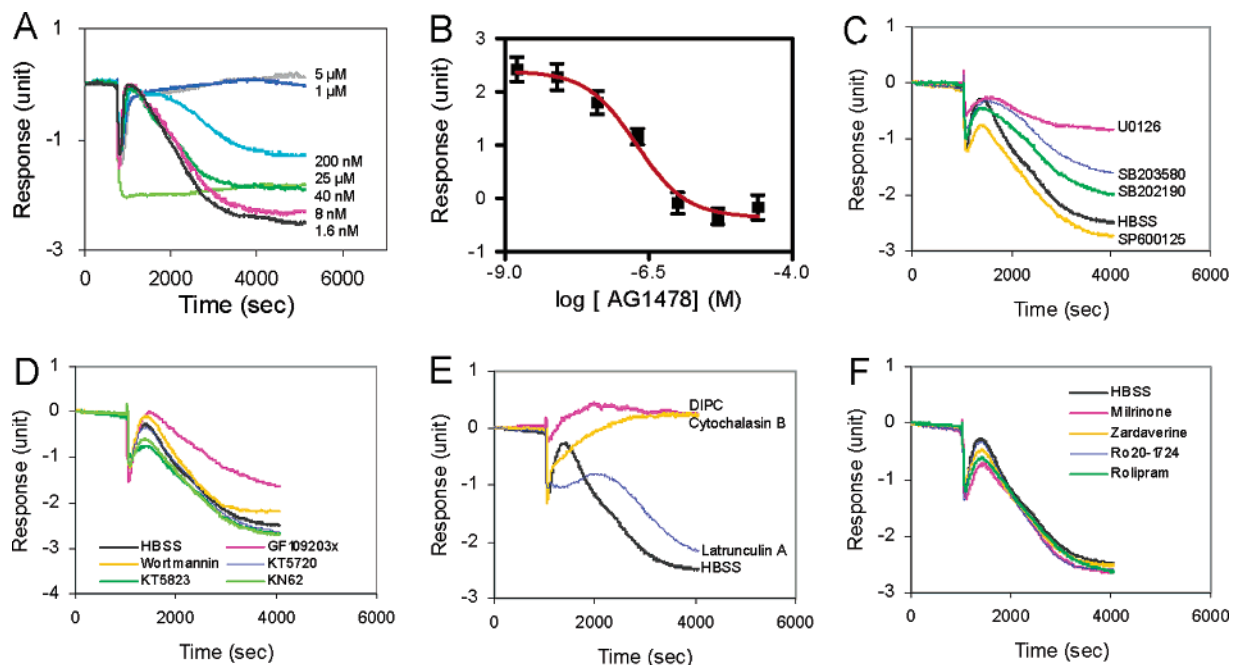 A
Response (unit)
1
-1
-3
0
2000
4000
6000
Time (sec)
5 µM
1 µM
200 nM
25 µM
40 nM
8 nM
1.6 nM
B
Response (unit)
3
2
1
0
-1
-9.0
-6.5
-4.0
log [ AG1478] (M)
C
Response (unit)
1
0
-1
-2
-3
0
2000
4000
6000
Time (sec)
U0126
SB203580
SB202190
HBSS
SP600125
D
Response (unit)
1
0
-1
-2
-3
-4
0
2000
4000
6000
Time (sec)
HBSS
GF109203x
Wortmannin
KT5720
KT5823
KN62
E
Response (unit)
1
0
-1
-2
-3
0
2000
4000
6000
Time (sec)
DIPC
Cytochalasin B
Latrunculin A
HBSS
F
Response (unit)
1
0
-1
-2
-3
0
2000
4000
6000
Time (sec)
HBSS
Milrinone
Zardaverine
Ro20-1724
Rolipram